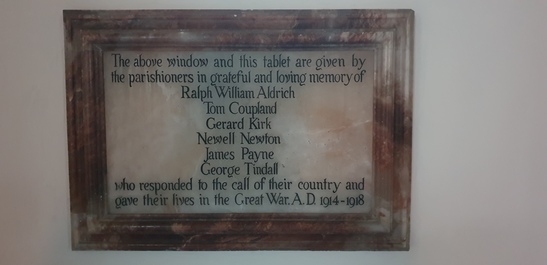 The above window and this tablet are given by
the parishioners in grateful and loving memory of
Ralph William Aldrich
Tom Coupland
Gerard Kirk
Newell Newton
James Payne
George Tindall
who responded to the call of their country and
gave their lives in the Great War. A.D. 1914-1918